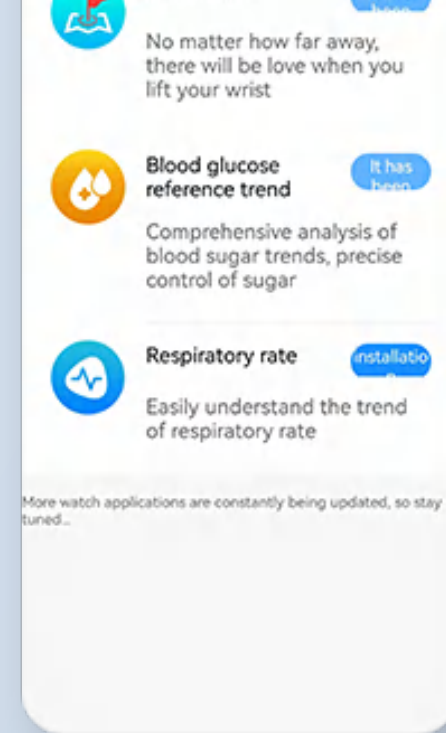 been
No matter how far away,
there will be love when you
lift your wrist
Blood glucose
reference trend
It has
been
Comprehensive analysis of
blood sugar trends, precise
control of sugar
Respiratory rate
installatio
n
Easily understand the trend
of respiratory rate
More watch applications are constantly being updated, so stay
tuned...